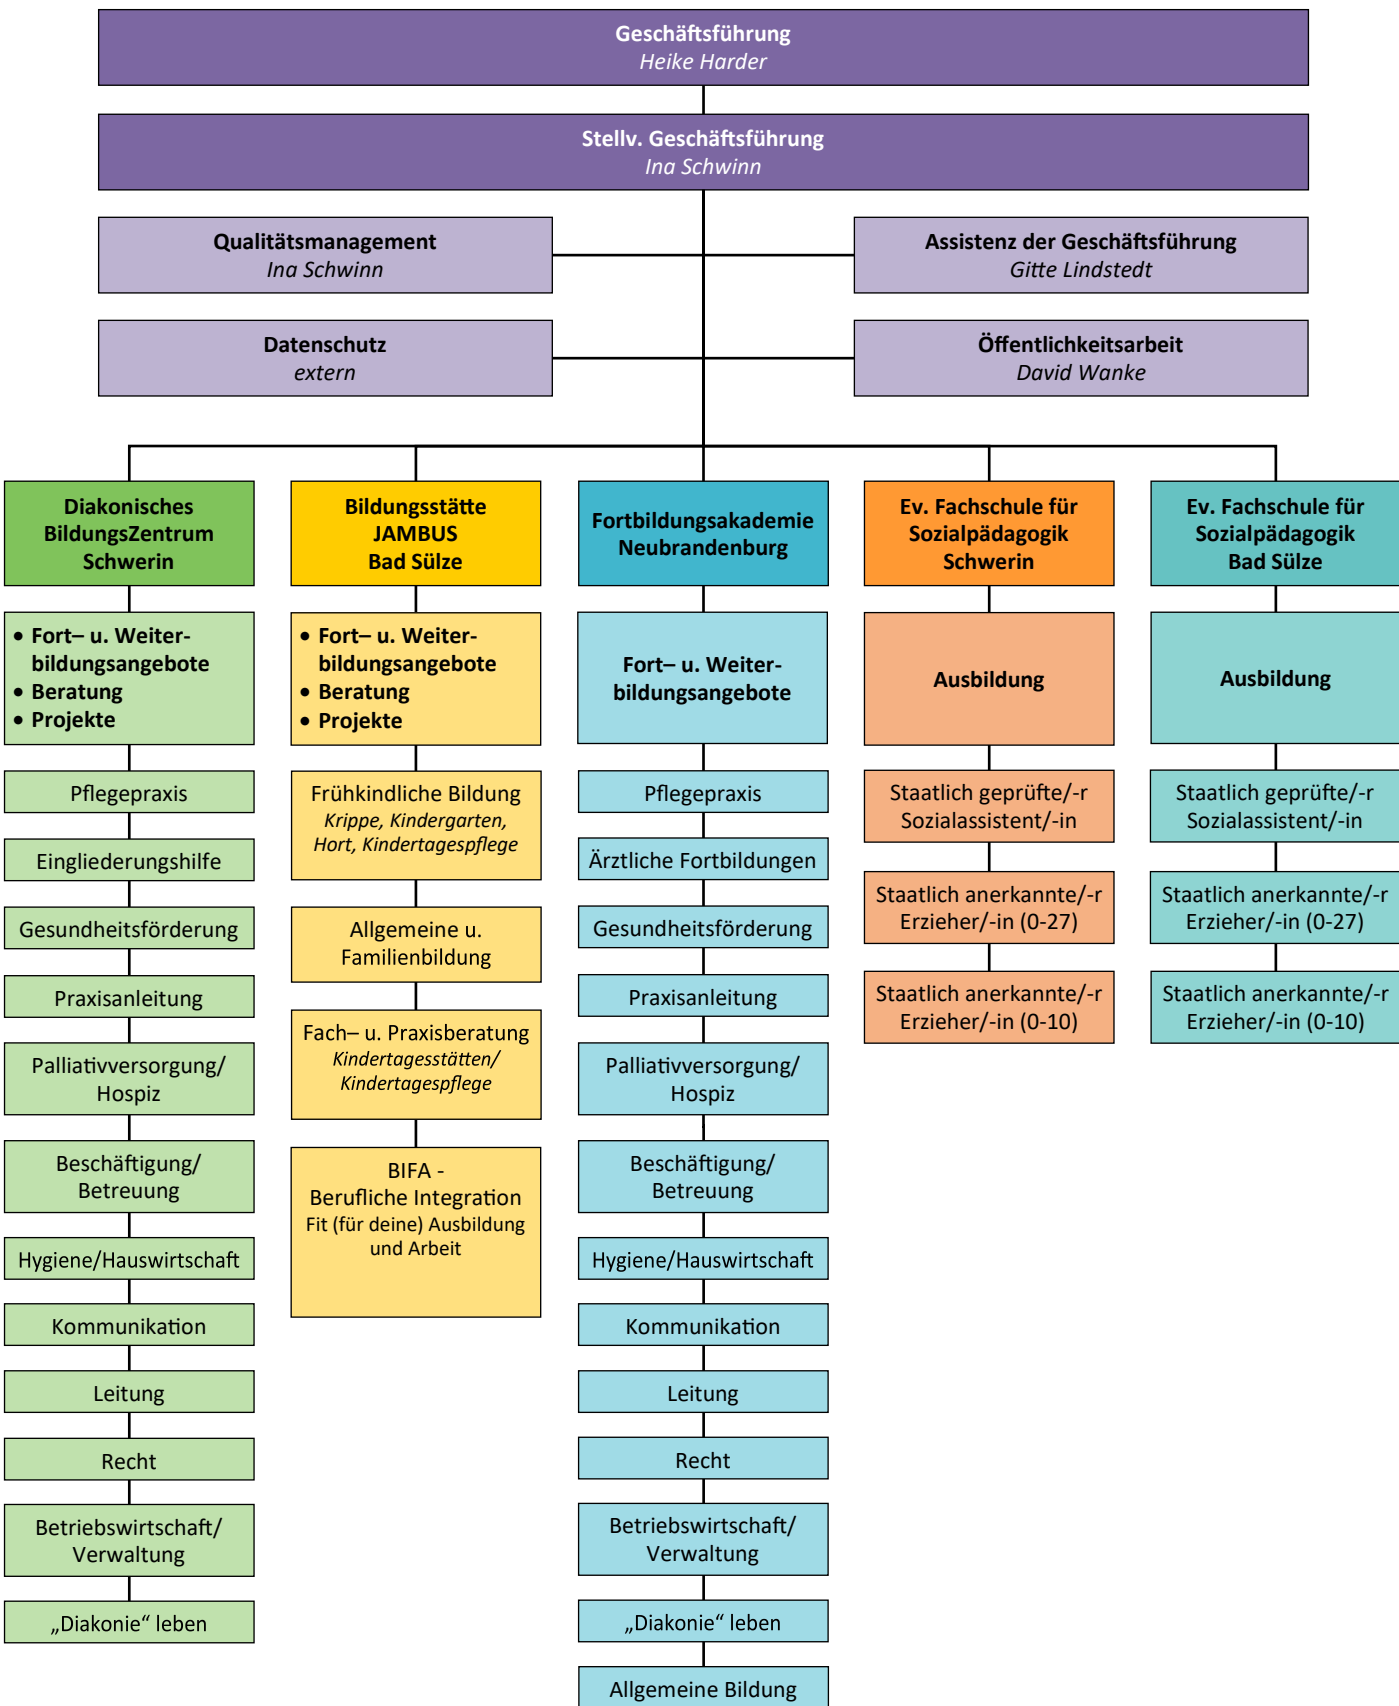 Geschäftsführung
Heike Harder
Stellv. Geschäftsführung
Ina Schwinn
Qualitätsmanagement
Ina Schwinn
Assistenz der Geschäftsführung
Gitte Lindstedt
Datenschutz
extern
Öffentlichkeitsarbeit
David Wanke
Diakonisches
BildungsZentrum
Schwerin
• Fort– u. Weiter-
bildungsangebote
• Beratung
• Projekte
Pflegepraxis
Eingliederungshilfe
Gesundheitsförderung
Praxisanleitung
Palliativversorgung/
Hospiz
Beschäftigung/
Betreuung
Hygiene/Hauswirtschaft
Kommunikation
Leitung
Recht
Betriebswirtschaft/
Verwaltung
„Diakonie“ leben
Bildungsstätte
JAMBUS
Bad Sülze
• Fort– u. Weiter-
bildungsangebote
• Beratung
• Projekte
Frühkindliche Bildung
Krippe, Kindergarten,
Hort, Kindertagespflege
Allgemeine u.
Familienbildung
Fach– u. Praxisberatung
Kindertagesstätten/
Kindertagespflege
BIFA -
Berufliche Integration
Fit (für deine) Ausbildung
und Arbeit
Fortbildungsakademie
Neubrandenburg
Fort– u. Weiter-
bildungsangebote
Pflegepraxis
Ärztliche Fortbildungen
Gesundheitsförderung
Praxisanleitung
Palliativversorgung/
Hospiz
Beschäftigung/
Betreuung
Hygiene/Hauswirtschaft
Kommunikation
Leitung
Recht
Betriebswirtschaft/
Verwaltung
„Diakonie“ leben
Allgemeine Bildung
Ev. Fachschule für
Sozialpädagogik
Schwerin
Ausbildung
Staatlich geprüfte/-r
Sozialassistent/-in
Staatlich anerkannte/-r
Erzieher/-in (0-27)
Staatlich anerkannte/-r
Erzieher/-in (0-10)
Ev. Fachschule für
Sozialpädagogik
Bad Sülze
Ausbildung
Staatlich geprüfte/-r
Sozialassistent/-in
Staatlich anerkannte/-r
Erzieher/-in (0-27)
Staatlich anerkannte/-r
Erzieher/-in (0-10)